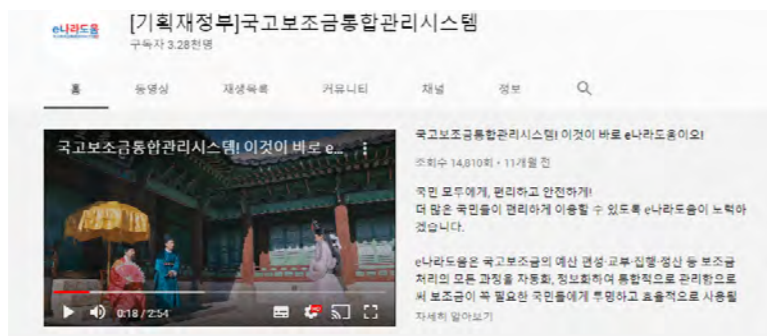 e나라도움
[기획재정부]국고보조금통합관리시스템
구독자 3.28천명
홈 동영상 재생목록 커뮤니티 채널 정보
국고보조금통합관리시스템! 이것이 바로 e...
0:18 / 2:54
국고보조금통합관리시스템! 이것이 바로 e나라도움이오!
조회수 14,810회 • 11개월 전
국민 모두에게, 편리하고 안전하게!
더 많은 국민들이 편리하게 이용할 수 있도록 e나라도움이 노력하
겠습니다.
e나라도움은 국고보조금의 예산 편성·교부·집행·정산 등 보조금
처리의 모든 과정을 자동화, 정보화하여 통합적으로 관리함으로
써 보조금이 꼭 필요한 국민들에게 투명하고 효율적으로 사용될
자세히 알아보기